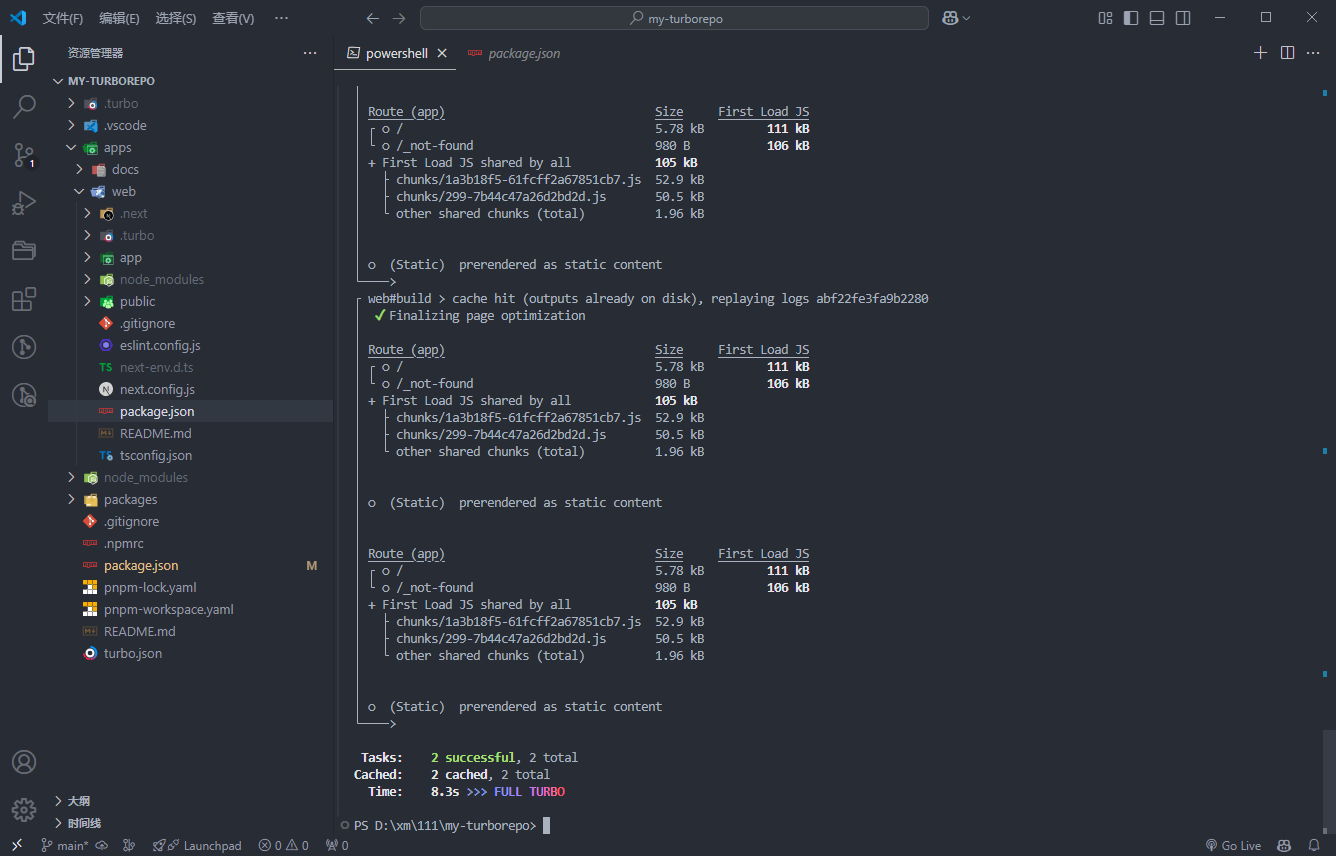 文件(F) 编辑(E) 选择(S) 查看(V) ··· my-turborepo
资源管理器 ···
MY-TURBOREPO
.turbo
.vscode
apps
docs
web
.next
.turbo
app
node_modules
public
.gitignore
eslint.config.js
TS next-env.d.ts
N next.config.js
package.json
README.md
TS tsconfig.json
node_modules
packages
.gitignore
.npmrc
package.json M
pnpm-lock.yaml
pnpm-workspace.yaml
README.md
turbo.json
大纲
时间线
1
powershell package.json
Route (app) Size First Load JS
┌ o / 5.78 kB 111 kB
└ o /_not-found 980 B 106 kB
+ First Load JS shared by all 105 kB
├ chunks/1a3b18f5-61fcff2a67851cb7.js 52.9 kB
├ chunks/299-7b44c47a26d2bd2d.js 50.5 kB
└ other shared chunks (total) 1.96 kB
o (Static) prerendered as static content
web#build > cache hit (outputs already on disk), replaying logs abf22fe3fa9b2280
✓ Finalizing page optimization
Route (app) Size First Load JS
┌ o / 5.78 kB 111 kB
└ o /_not-found 980 B 106 kB
+ First Load JS shared by all 105 kB
├ chunks/1a3b18f5-61fcff2a67851cb7.js 52.9 kB
├ chunks/299-7b44c47a26d2bd2d.js 50.5 kB
└ other shared chunks (total) 1.96 kB
o (Static) prerendered as static content
Route (app) Size First Load JS
┌ o / 5.78 kB 111 kB
└ o /_not-found 980 B 106 kB
+ First Load JS shared by all 105 kB
├ chunks/1a3b18f5-61fcff2a67851cb7.js 52.9 kB
├ chunks/299-7b44c47a26d2bd2d.js 50.5 kB
└ other shared chunks (total) 1.96 kB
o (Static) prerendered as static content
Tasks: 2 successful, 2 total
Cached: 2 cached, 2 total
Time: 8.3s >>> FULL TURBO
PS D:\xm\111\my-turborepo>
main* Launchpad 0 0 0 Go Live